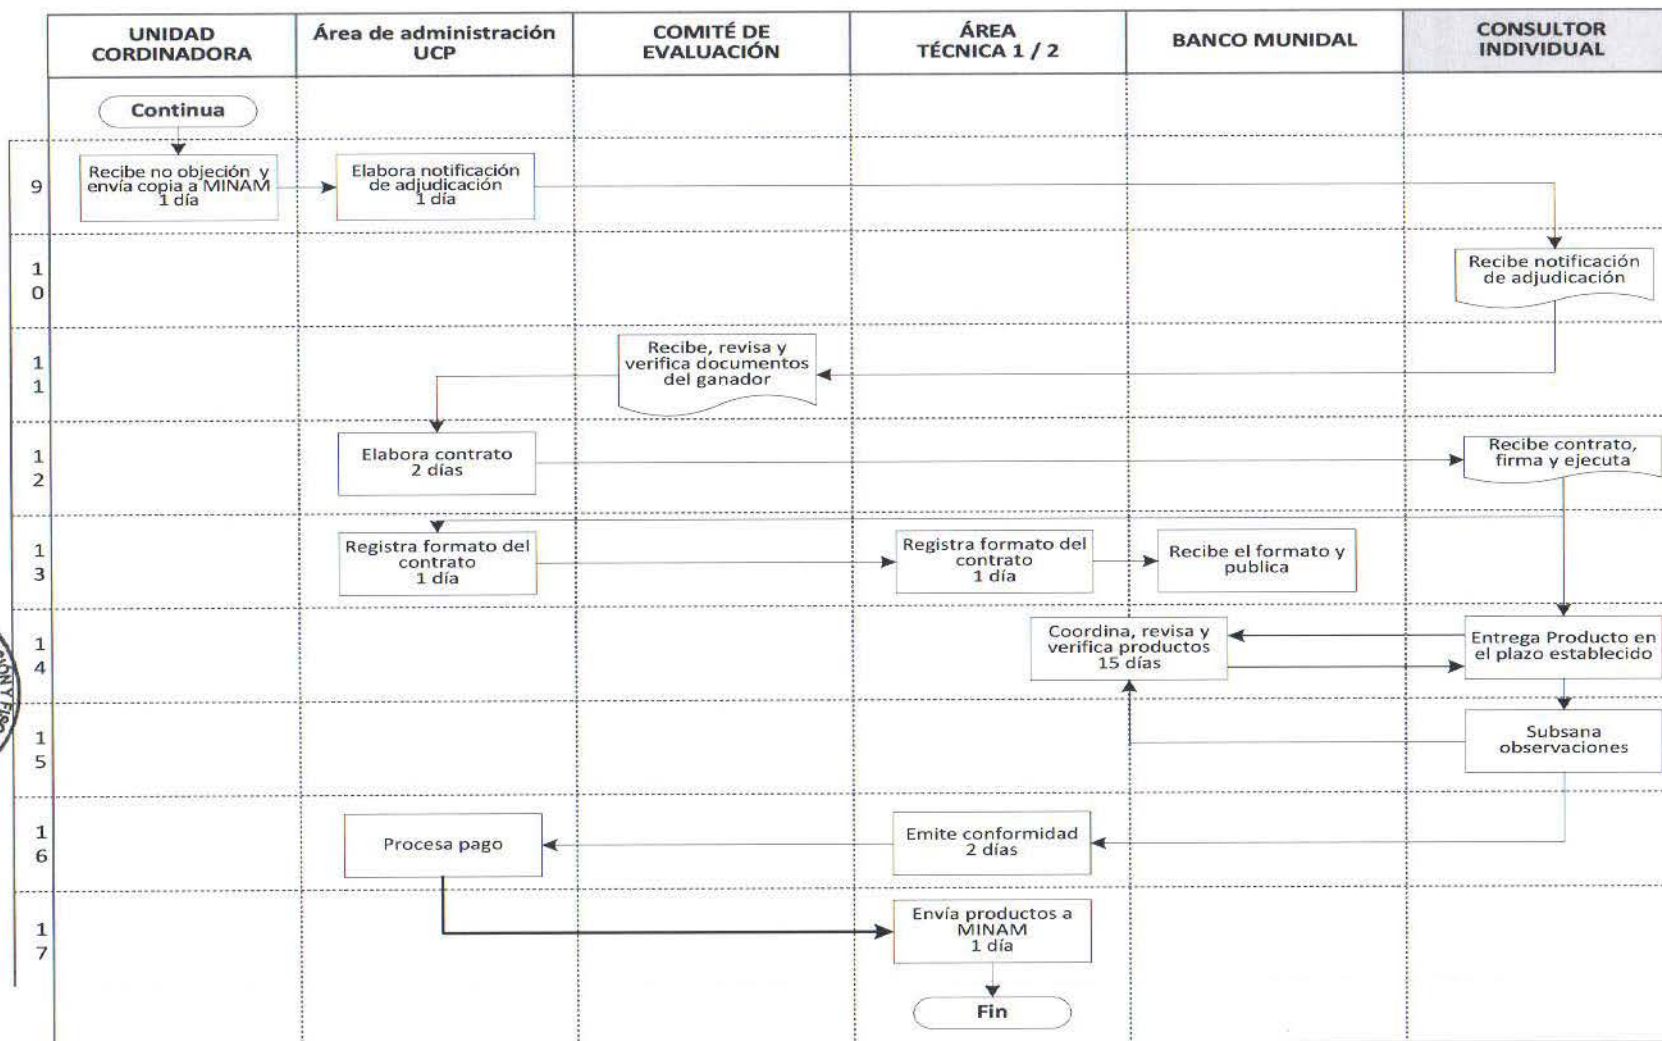 UNIDAD
CORDINADORA
Área de administración
UCP
COMITÉ DE
EVALUACIÓN
ÁREA
TÉCNICA 1 / 2
BANCO MUNIDAL
CONSULTOR
INDIVIDUAL
Continua
9
Recibe no objeción y
envía copia a MINAM
1 día
Elabora notificación
de adjudicación
1 día
1
0
Recibe notificación
de adjudicación
1
1
Recibe, revisa y
verifica documentos
del ganador
1
2
Elabora contrato
2 días
Recibe contrato,
firma y ejecuta
1
3
Registra formato del
contrato
1 día
Registra formato del
contrato
1 día
Recibe el formato y
publica
1
4
Coordina, revisa y
verifica productos
15 días
Entrega Producto en
el plazo establecido
1
5
Subsana
observaciones
1
6
Procesa pago
Emite conformidad
2 días
1
7
Envía productos a
MINAM
1 día
Fin